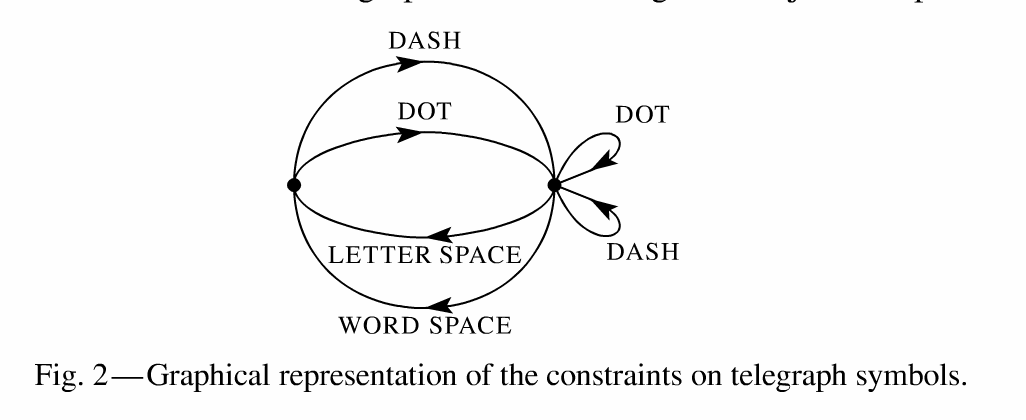 DASH
DOT
DOT
LETTER SPACE
DASH
WORD SPACE
Fig. 2—Graphical representation of the constraints on telegraph symbols.